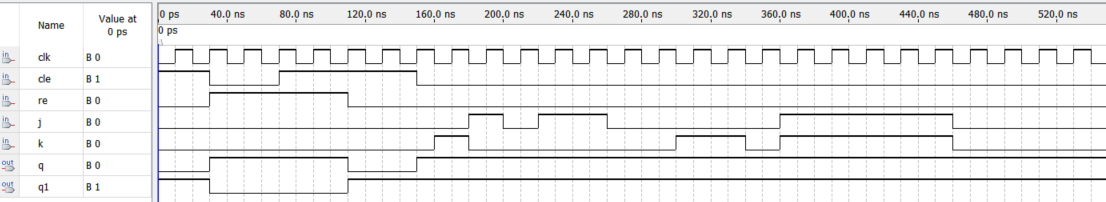 Name Value at 0 ps
0 ps 40.0 ns 80.0 ns 120.0 ns 160.0 ns 200.0 ns 240.0 ns 280.0 ns 320.0 ns 360.0 ns 400.0 ns 440.0 ns 480.0 ns 520.0 ns
0 ps
in clk B 0
in cle B 1
in re B 0
in j B 0
in k B 0
out q B 0
out q1 B 1